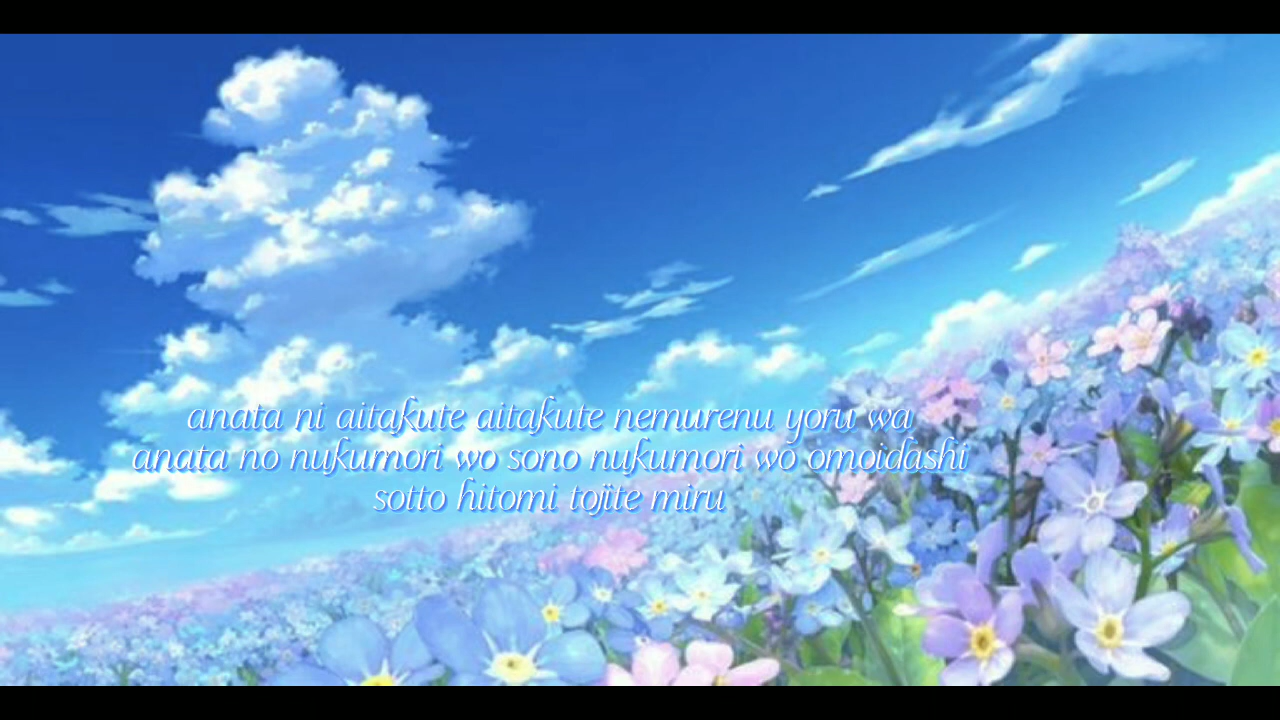 anata ni aitakute aitakute nemurenu yoru wa
anata no nukumori wo sono nukumori wo omoidashi
sotto hitomi tojite miru